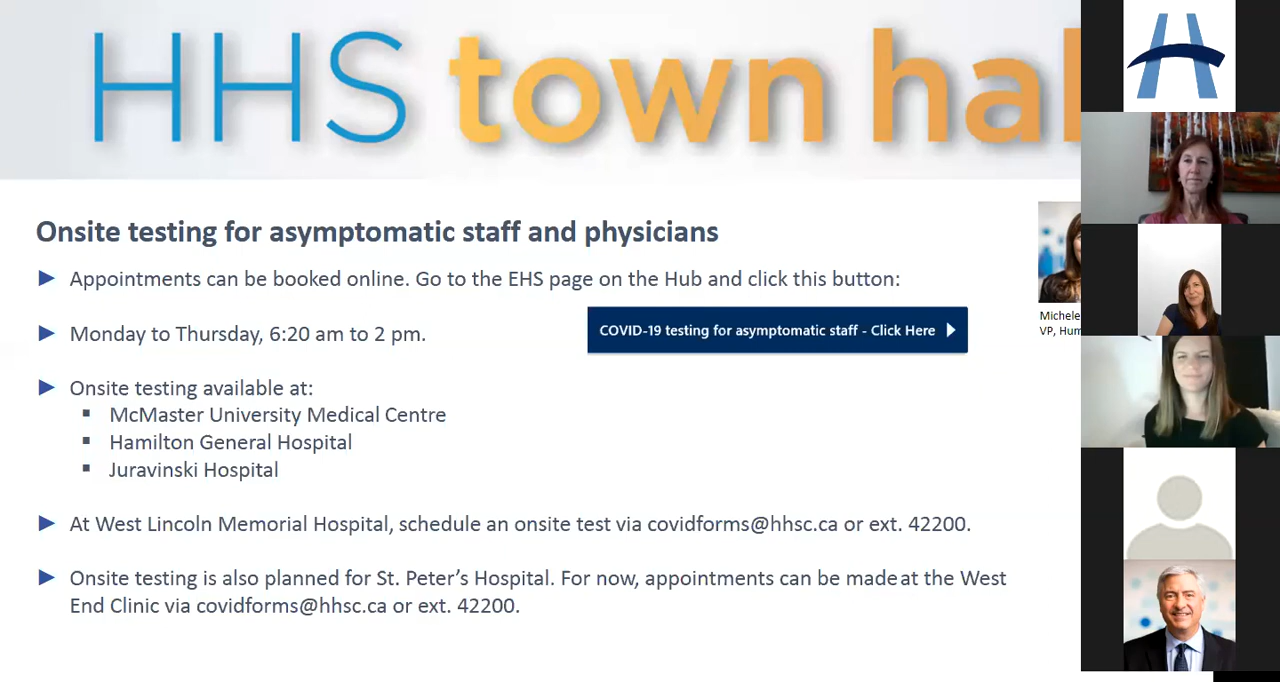 HHS town hal
Onsite testing for asymptomatic staff and physicians
Appointments can be booked online. Go to the EHS page on the Hub and click this button:
COVID-19 testing for asymptomatic staff - Click Here
Monday to Thursday, 6:20 am to 2 pm.
Onsite testing available at:
McMaster University Medical Centre
Hamilton General Hospital
Juravinski Hospital
At West Lincoln Memorial Hospital, schedule an onsite test via covidforms@hhsc.ca or ext. 42200.
Onsite testing is also planned for St. Peter’s Hospital. For now, appointments can be made at the West
End Clinic via covidforms@hhsc.ca or ext. 42200.
Michele
VP, Hum